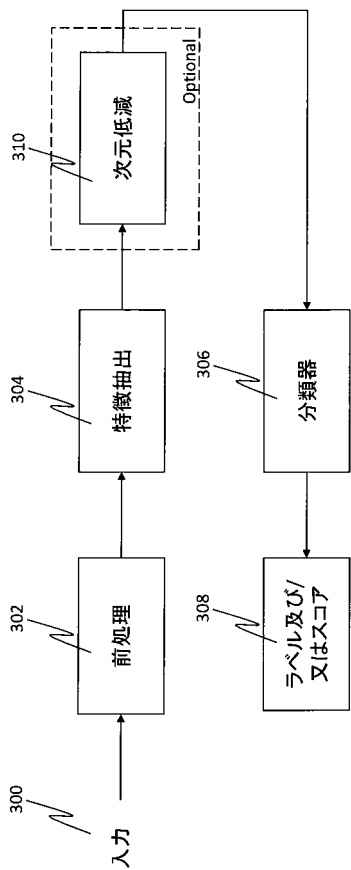 300
入力
302
前処理
304
特徴抽出
310
次元低減
Optional
306
分類器
308
ラベル及び/
又はスコア